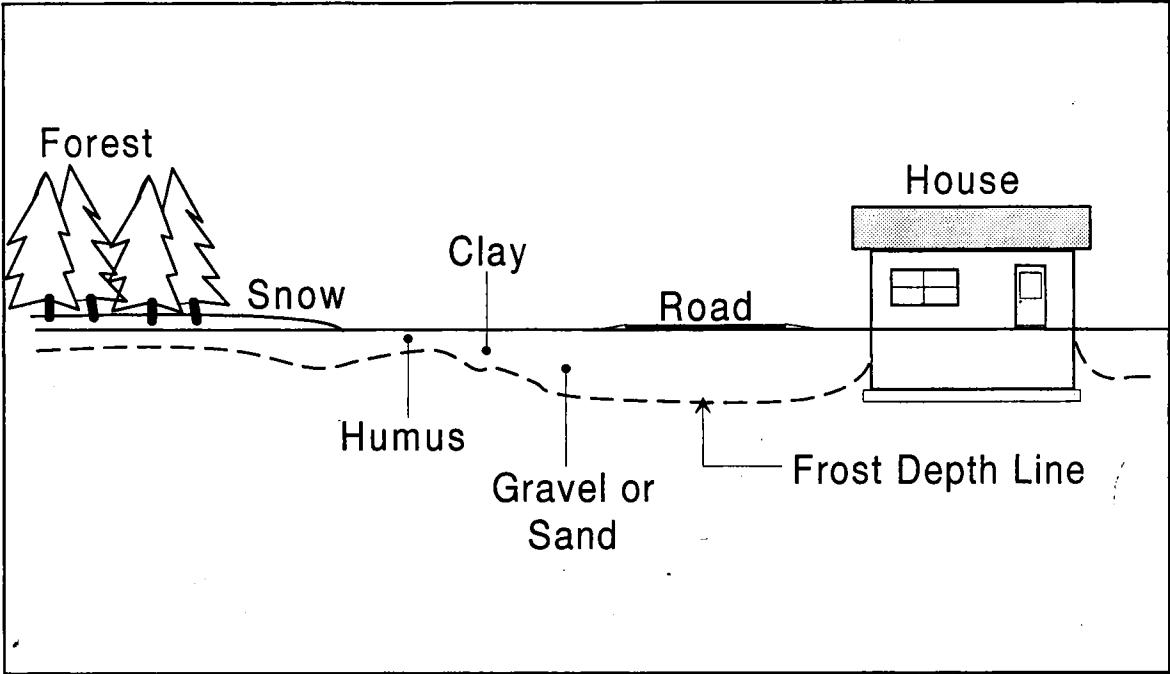 Forest
House
Clay
Snow
Road
Humus
Frost Depth Line
Gravel or
Sand